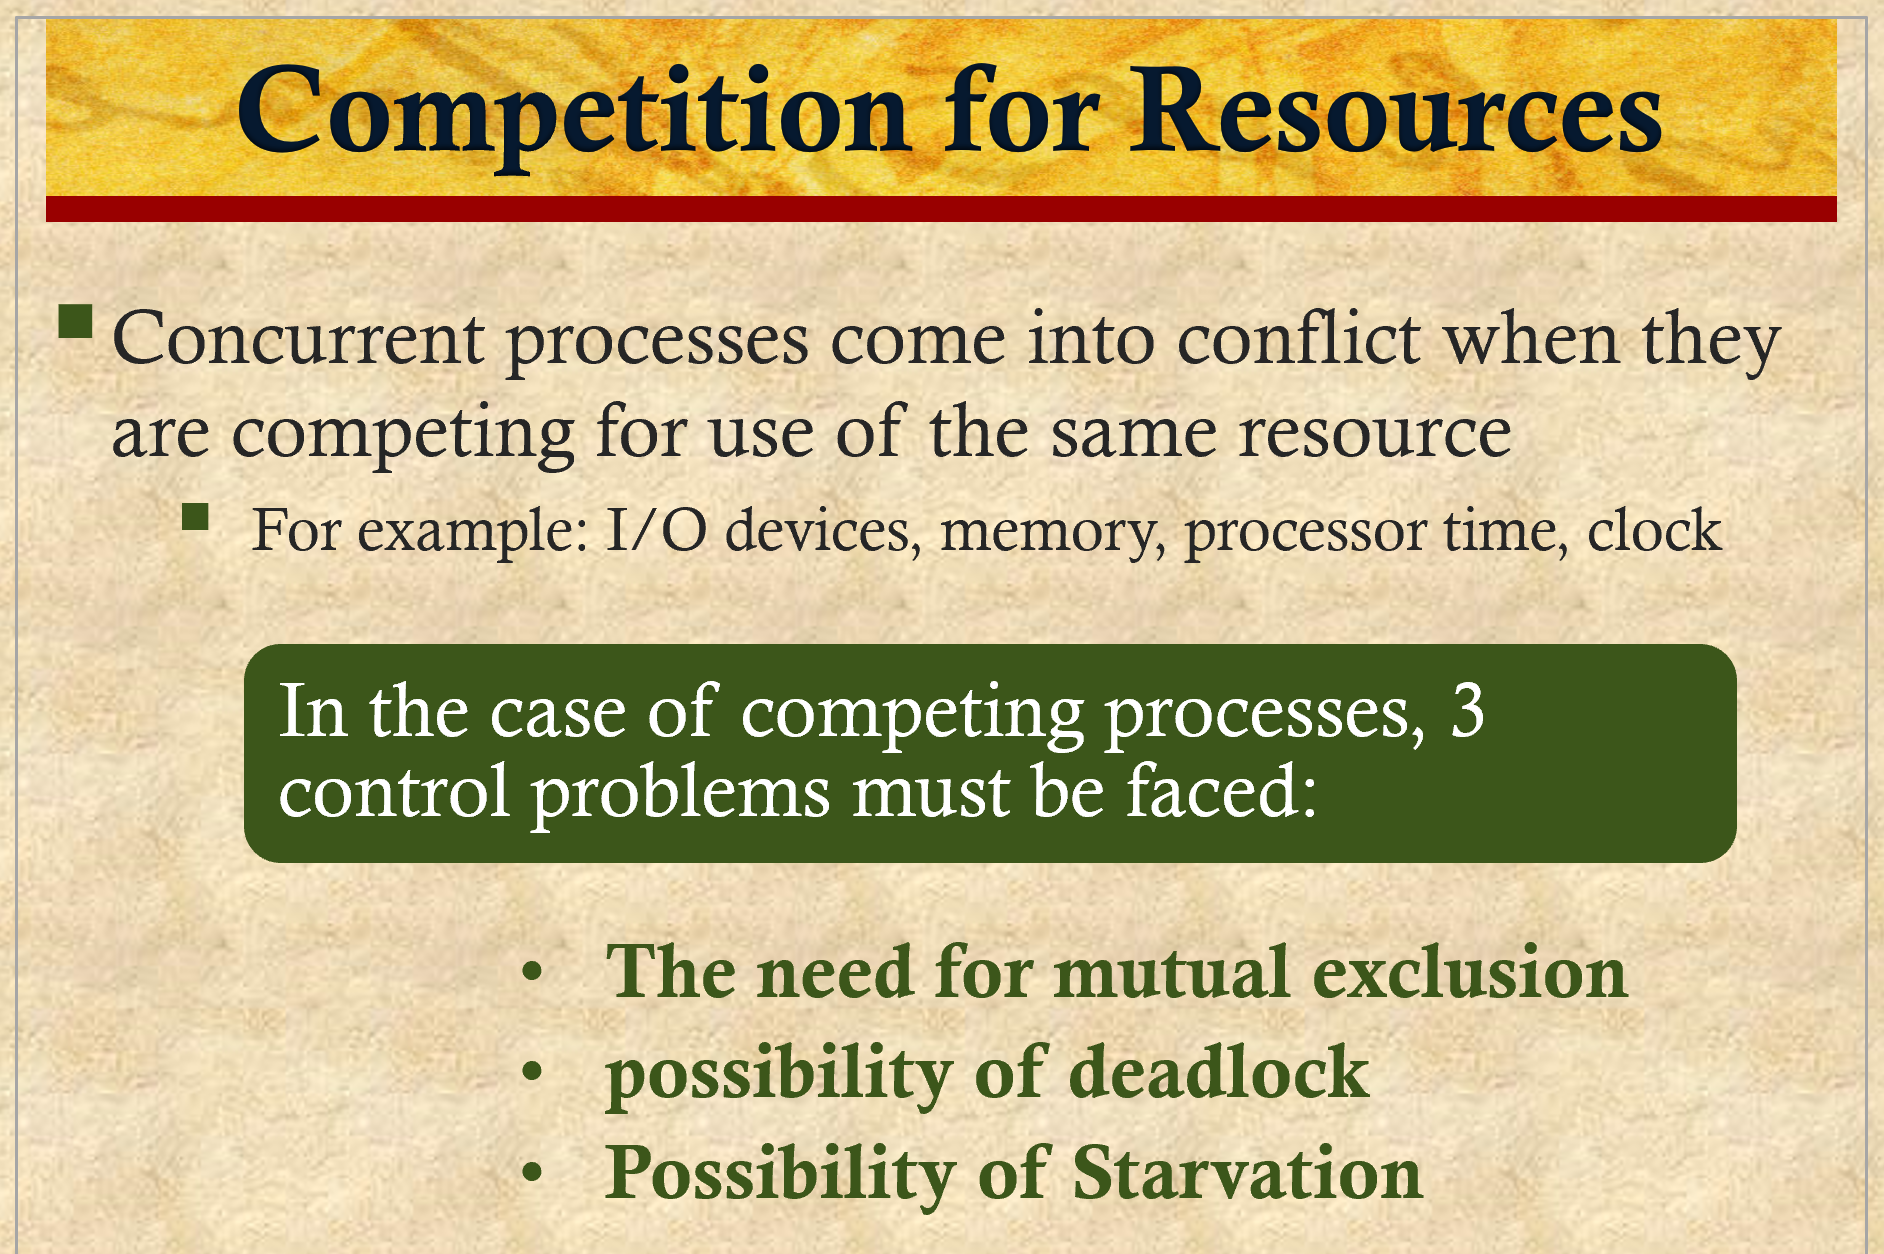 Competition for Resources
Concurrent processes come into conflict when they
are competing for use of the same resource
For example: I/O devices, memory, processor time, clock
In the case of competing processes, 3
control problems must be faced:
• The need for mutual exclusion
• possibility of deadlock
• Possibility of Starvation